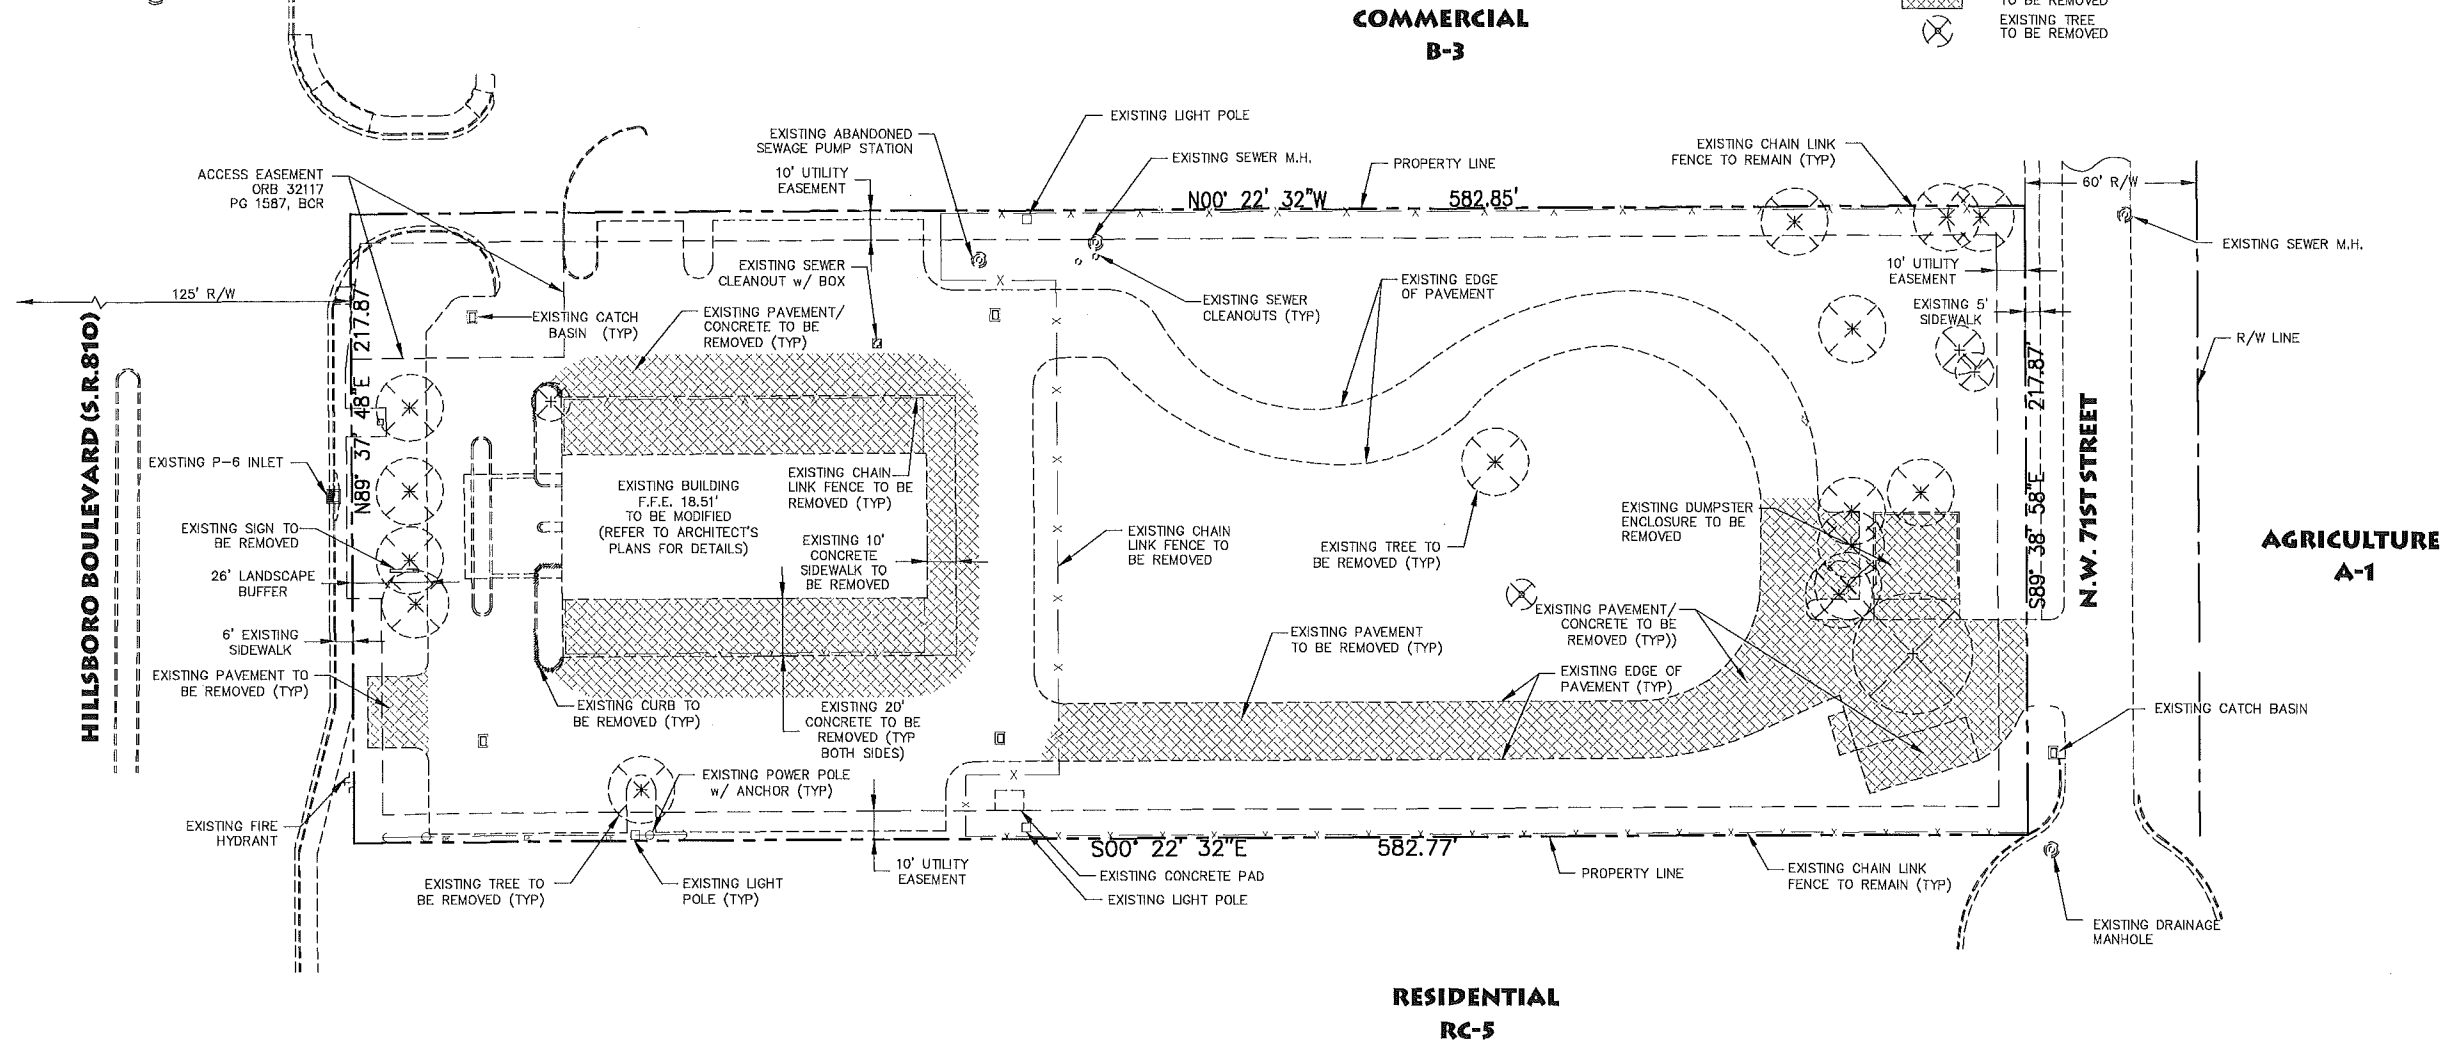 TO BE REMOVED
EXISTING TREE
TO BE REMOVED
COMMERCIAL
B-3
EXISTING LIGHT POLE
EXISTING ABANDONED
SEWAGE PUMP STATION
EXISTING SEWER M.H.
PROPERTY LINE
EXISTING CHAIN LINK
FENCE TO REMAIN (TYP)
ACCESS EASEMENT
ORB 32117
PG 1587, BCR
10' UTILITY
EASEMENT
N00° 22' 32"W
582.85'
60' R/W
EXISTING SEWER M.H.
125' R/W
EXISTING SEWER
CLEANOUT w/ BOX
EXISTING EDGE
OF PAVEMENT
10' UTILITY
EASEMENT
EXISTING SEWER
CLEANOUTS (TYP)
EXISTING 5'
SIDEWALK
EXISTING CATCH
BASIN (TYP)
EXISTING PAVEMENT/
CONCRETE TO BE
REMOVED (TYP)
R/W LINE
HILLSBORO BOULEVARD (S.R.810)
N89° 37' 48"E 217.87'
S89° 38' 58"E 217.87'
N.W. 71ST STREET
EXISTING P-6 INLET
EXISTING BUILDING
F.F.E. 18.51'
TO BE MODIFIED
(REFER TO ARCHITECT'S
PLANS FOR DETAILS)
EXISTING CHAIN
LINK FENCE TO BE
REMOVED (TYP)
EXISTING DUMPSTER
ENCLOSURE TO BE
REMOVED
EXISTING SIGN TO
BE REMOVED
EXISTING 10'
CONCRETE
SIDEWALK TO
BE REMOVED
EXISTING CHAIN
LINK FENCE TO
BE REMOVED
EXISTING TREE TO
BE REMOVED (TYP)
AGRICULTURE
A-1
26' LANDSCAPE
BUFFER
6' EXISTING
SIDEWALK
EXISTING PAVEMENT/
CONCRETE TO BE
REMOVED (TYP))
EXISTING PAVEMENT
TO BE REMOVED (TYP)
EXISTING PAVEMENT TO
BE REMOVED (TYP)
EXISTING EDGE OF
PAVEMENT (TYP)
EXISTING CURB TO
BE REMOVED (TYP)
EXISTING 20'
CONCRETE TO BE
REMOVED (TYP
BOTH SIDES)
EXISTING CATCH BASIN
EXISTING POWER POLE
w/ ANCHOR (TYP)
EXISTING FIRE
HYDRANT
S00° 22' 32"E
582.77'
10' UTILITY
EASEMENT
EXISTING CONCRETE PAD
PROPERTY LINE
EXISTING CHAIN LINK
FENCE TO REMAIN (TYP)
EXISTING TREE TO
BE REMOVED (TYP)
EXISTING LIGHT
POLE (TYP)
EXISTING LIGHT POLE
EXISTING DRAINAGE
MANHOLE
RESIDENTIAL
RC-5